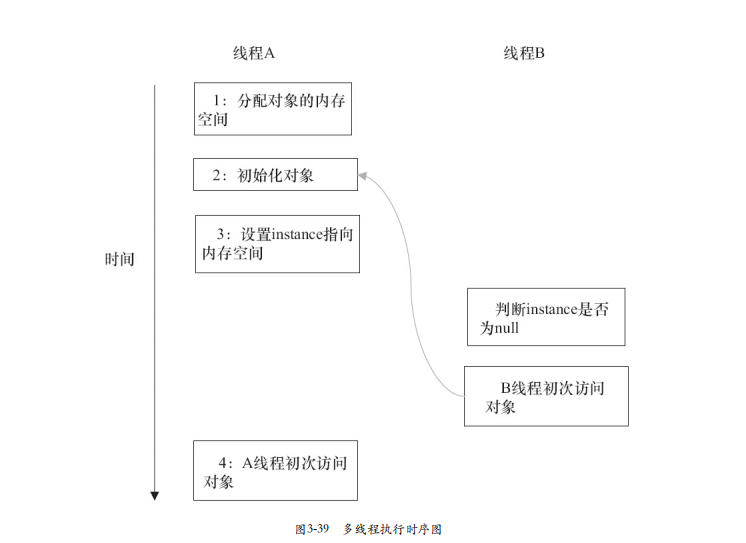 线程A
线程B
1：分配对象的内存
空间
2：初始化对象
3：设置instance指向
内存空间
时间
判断instance是否
为null
B线程初次访问
对象
4：A线程初次访问
对象
图3-39 多线程执行时序图